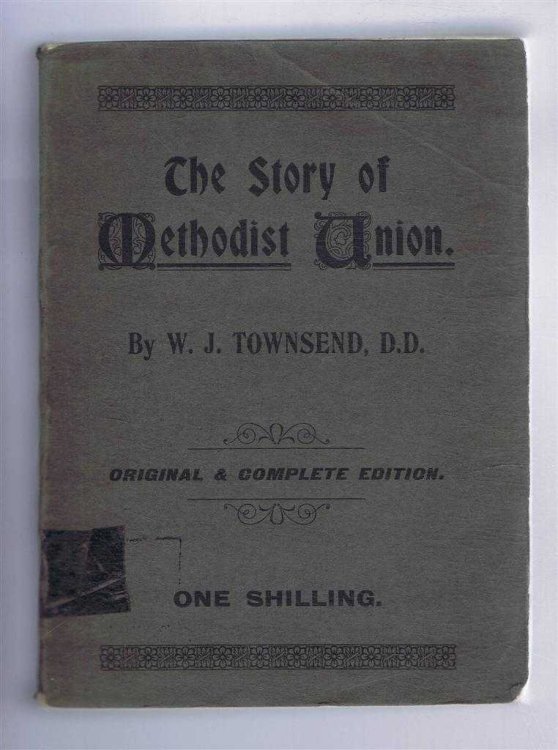 The Story of
Methodist Union.
By W. J. TOWNSEND, D.D.
ORIGINAL & COMPLETE EDITION.
ONE SHILLING.